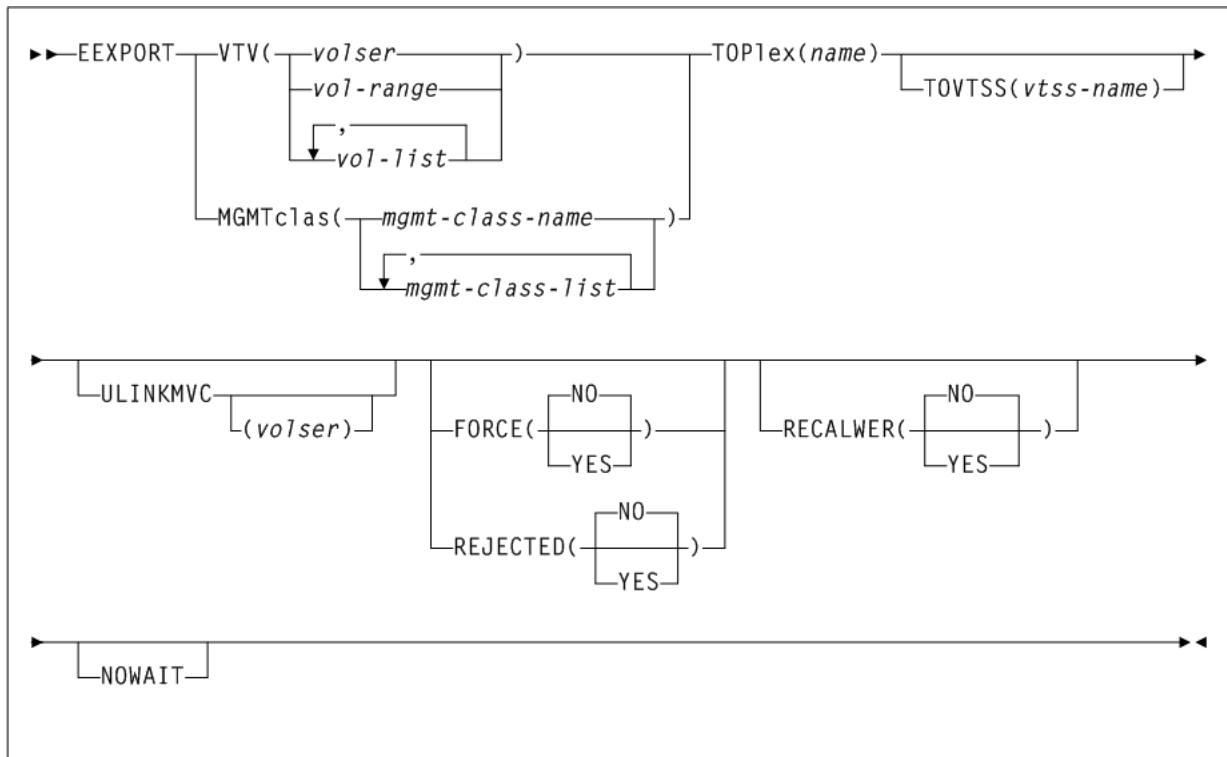 EEXPORT VTV( volser ) TOPlex(name)
vol-range TOVTSS(vtss-name)
,
vol-list
MGMTclas( mgmt-class-name )
,
mgmt-class-list
ULINKMVC NO NO
(volser) FORCE( ) RECALWER( )
YES YES
NO
REJECTED( )
YES
NOWAIT